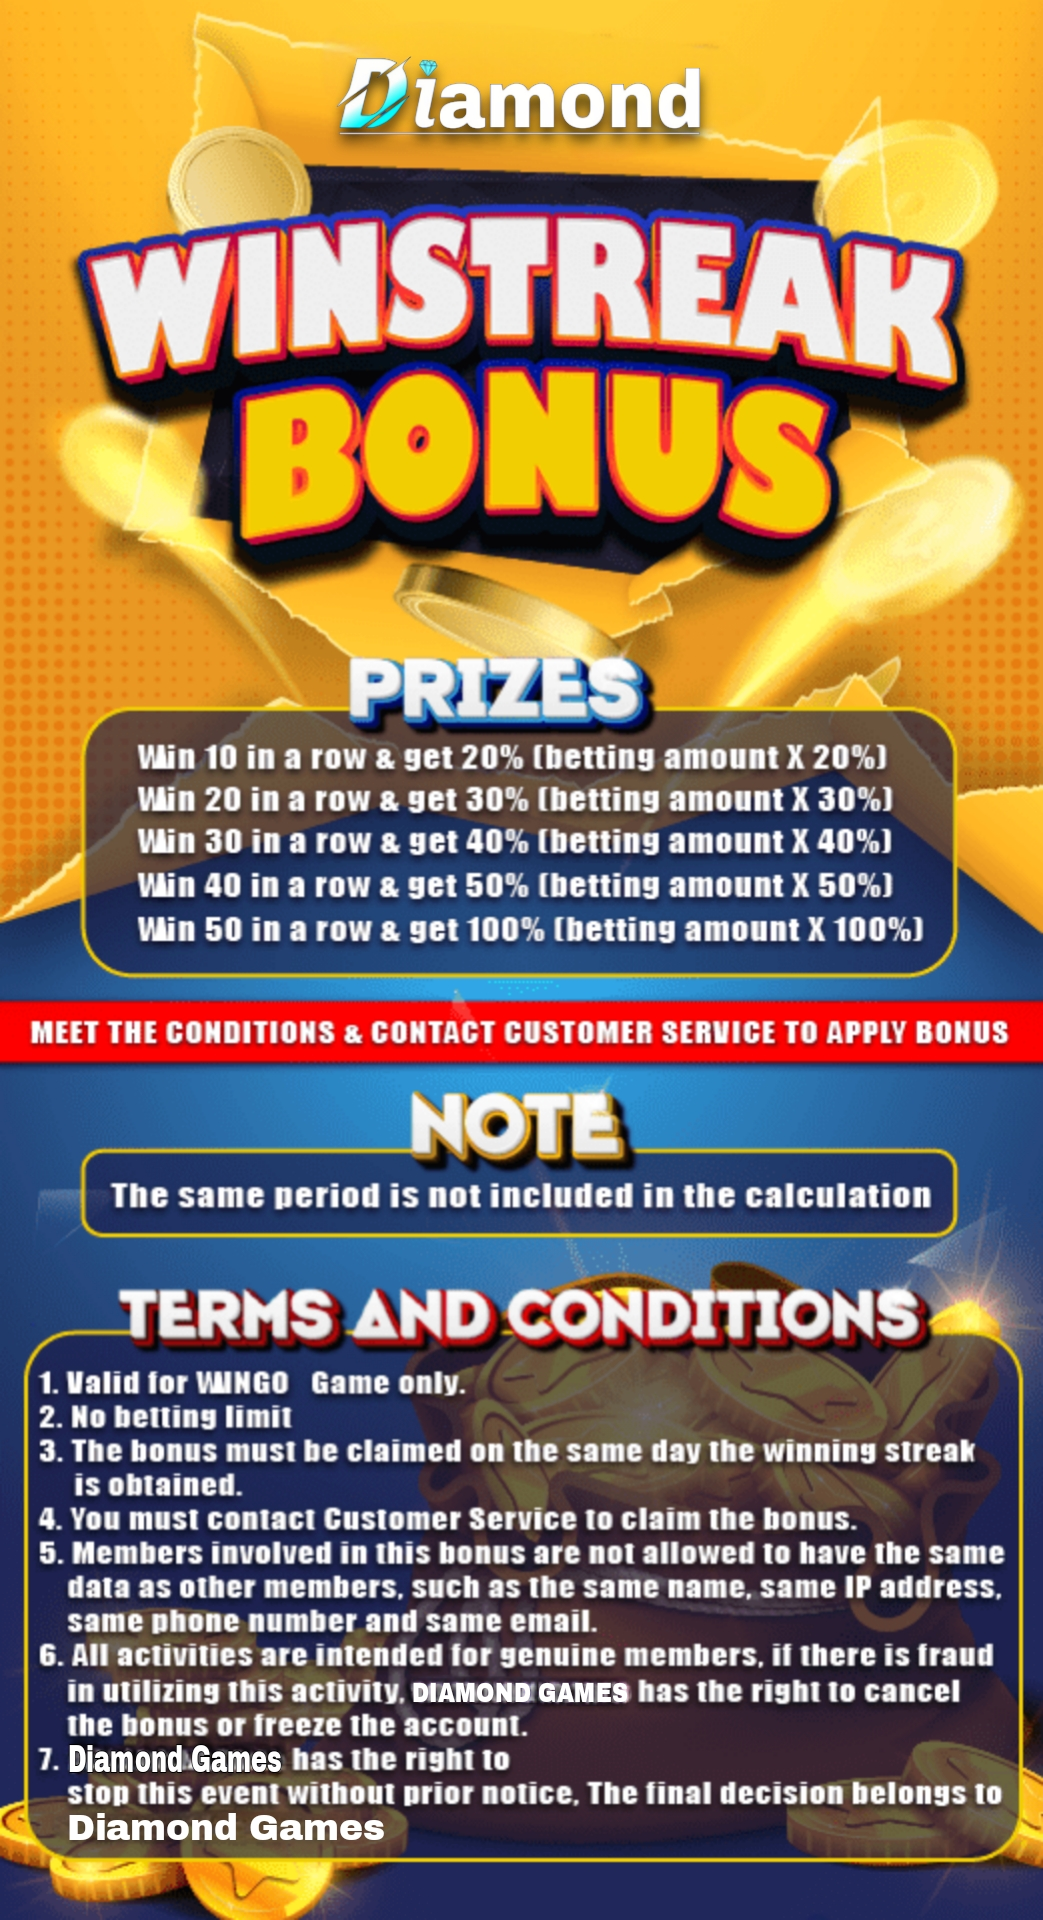 Diamond
WINSTREAK
BONUS
PRIZES
Win 10 in a row & get 20% (betting amount X 20%)
Win 20 in a row & get 30% (betting amount X 30%)
Win 30 in a row & get 40% (betting amount X 40%)
Win 40 in a row & get 50% (betting amount X 50%)
Win 50 in a row & get 100% (betting amount X 100%)
MEET THE CONDITIONS & CONTACT CUSTOMER SERVICE TO APPLY BONUS
NOTE
The same period is not included in the calculation
TERMS AND CONDITIONS
1. Valid for WINGO Game only.
2. No betting limit
3. The bonus must be claimed on the same day the winning streak
is obtained.
4. You must contact Customer Service to claim the bonus.
5. Members involved in this bonus are not allowed to have the same
data as other members, such as the same name, same IP address,
same phone number and same email.
6. All activities are intended for genuine members, if there is fraud
in utilizing this activity, DIAMOND GAMES has the right to cancel
the bonus or freeze the account.
7. Diamond Games has the right to
stop this event without prior notice, The final decision belongs to
Diamond Games